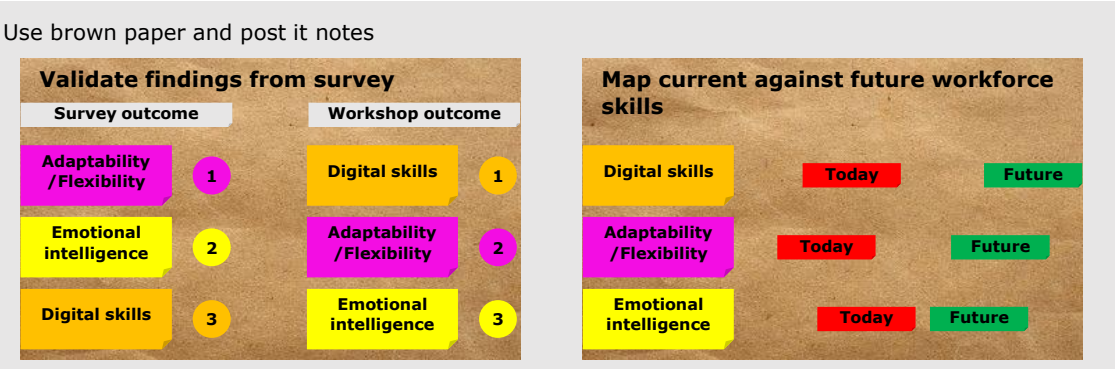 Use brown paper and post it notes
Validate findings from survey
Survey outcome
Workshop outcome
Adaptability
/Flexibility
1
Digital skills
1
Emotional
intelligence
2
Adaptability
/Flexibility
2
Digital skills
3
Emotional
intelligence
3
Map current against future workforce
skills
Digital skills
Today
Future
Adaptability
/Flexibility
Today
Future
Emotional
intelligence
Today
Future